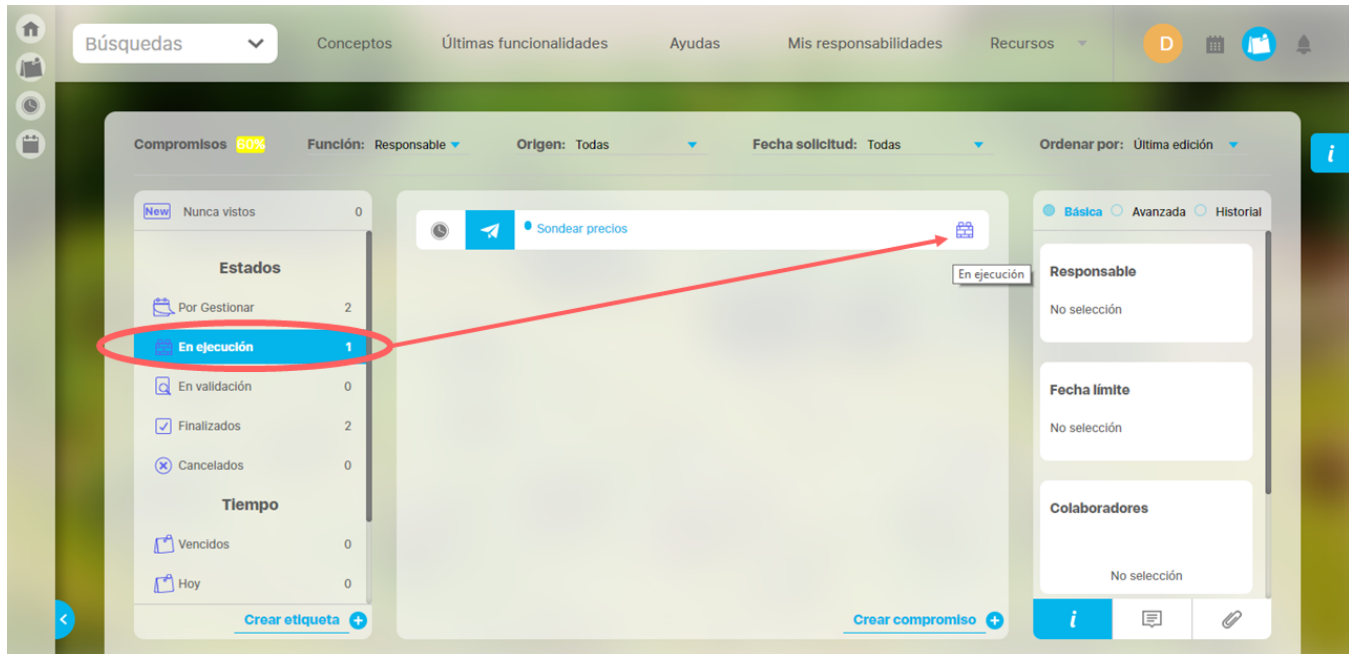 Búsquedas
Conceptos
Últimas funcionalidades
Ayudas
Mis responsabilidades
Recursos
D
Compromisos 60%
Función: Responsable
Origen: Todas
Fecha solicitud: Todas
Ordenar por: Última edición
i
New Nunca vistos 0
Estados
Por Gestionar 2
En ejecución 1
En validación 0
Finalizados 2
Cancelados 0
Tiempo
Vencidos 0
Hoy 0
Crear etiqueta
Sondear precios
En ejecución
Crear compromiso
Básica Avanzada Historial
Responsable
No selección
Fecha límite
No selección
Colaboradores
No selección
i